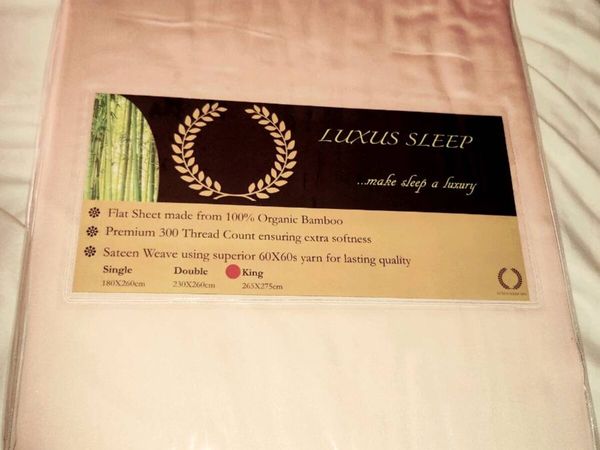 LUXUS SLEEP
...make sleep a luxury
Flat Sheet made from 100% Organic Bamboo
Premium 300 Thread Count ensuring extra softness
Sateen Weave using superior 60X60s yarn for lasting quality
Single Double King
180X260cm 230X260cm 265X275cm